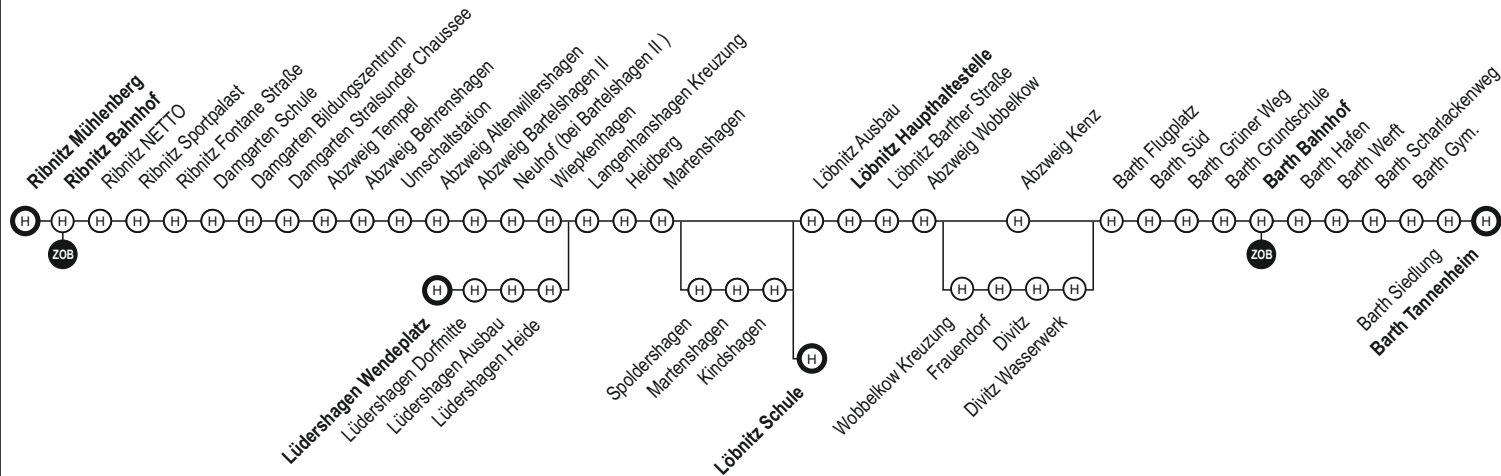 Ribnitz Mühlenberg
Ribnitz Bahnhof
Ribnitz NETTO
Ribnitz Sportpalast
Ribnitz Fontane Straße
Damgarten Schule
Damgarten Bildungszentrum
Damgarten Stralsunder Chaussee
Abzweig Tempel
Abzweig Behrenshagen
Umschaltstation
Abzweig Altenwillershagen
Abzweig Bartelshagen II
Neuhof (bei Bartelshagen II )
Wiepkenhagen
Langenhanshagen Kreuzung
Heidberg
Martenshagen
Löbnitz Ausbau
Löbnitz Haupthaltestelle
Löbnitz Barther Straße
Abzweig Wobbelkow
Abzweig Kenz
Barth Flugplatz
Barth Süd
Barth Grüner Weg
Barth Grundschule
Barth Bahnhof
Barth Hafen
Barth Werft
Barth Scharlackenweg
Barth Gym.
H H H H H H H H H H H H H H H H H H H H H H H H H H H H H H H H H H
ZOB
ZOB
H H H H
H H H
H H H H
H
Lüdershagen Wendeplatz
Lüdershagen Dorfmitte
Lüdershagen Ausbau
Lüdershagen Heide
Spoldershagen
Martenshagen
Kindshagen
Löbnitz Schule
Wobbelkow Kreuzung
Frauendorf
Divitz
Divitz Wasserwerk
Barth Siedlung
Barth Tannenheim